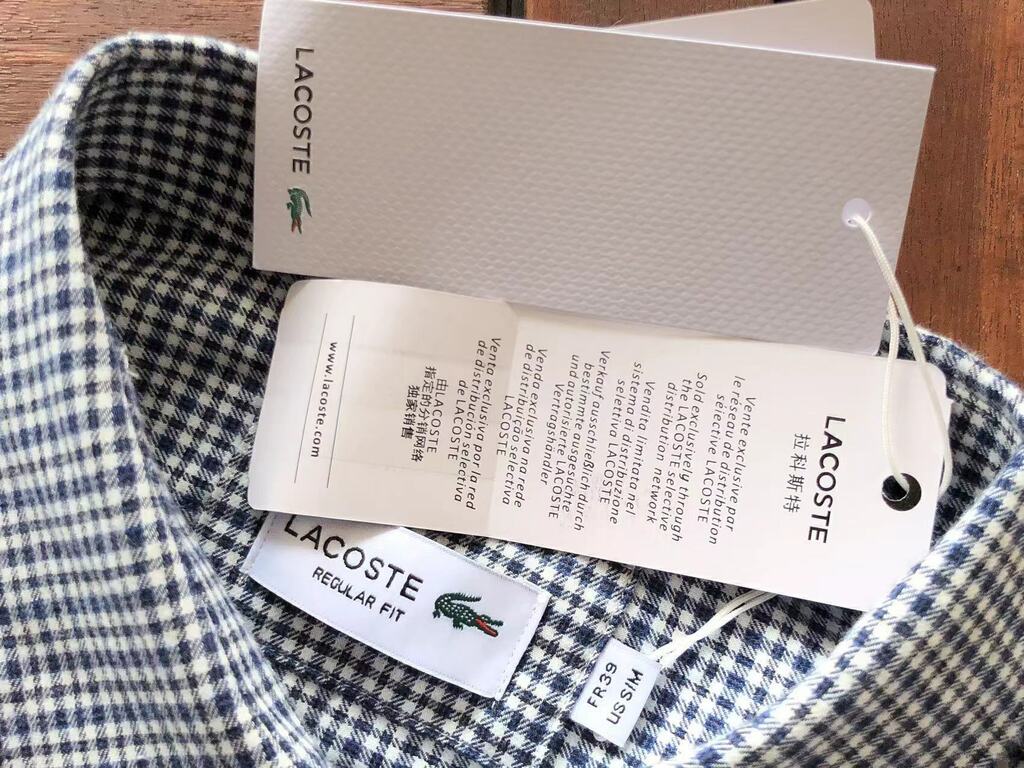 LACOSTE
LACOSTE
拉科斯特
Vente exclusive par
le réseau de distribution
sélective LACOSTE
Sold exclusively through
the LACOSTE selective
distribution network
Vendita limitata nel
sistema di distribuzione
selettiva LACOSTE
Verkauf ausschließlich durch
bestimmte ausgesuchte
und autorisierte LACOSTE
Vertragshändler
Venda exclusiva na rede
de distribuição selectiva
LACOSTE
Venta exclusiva por la red
de distribución selectiva
de LACOSTE
由LACOSTE
指定的分销网络
独家销售
www.lacoste.com
LACOSTE
REGULAR FIT
FR 39
US S/M